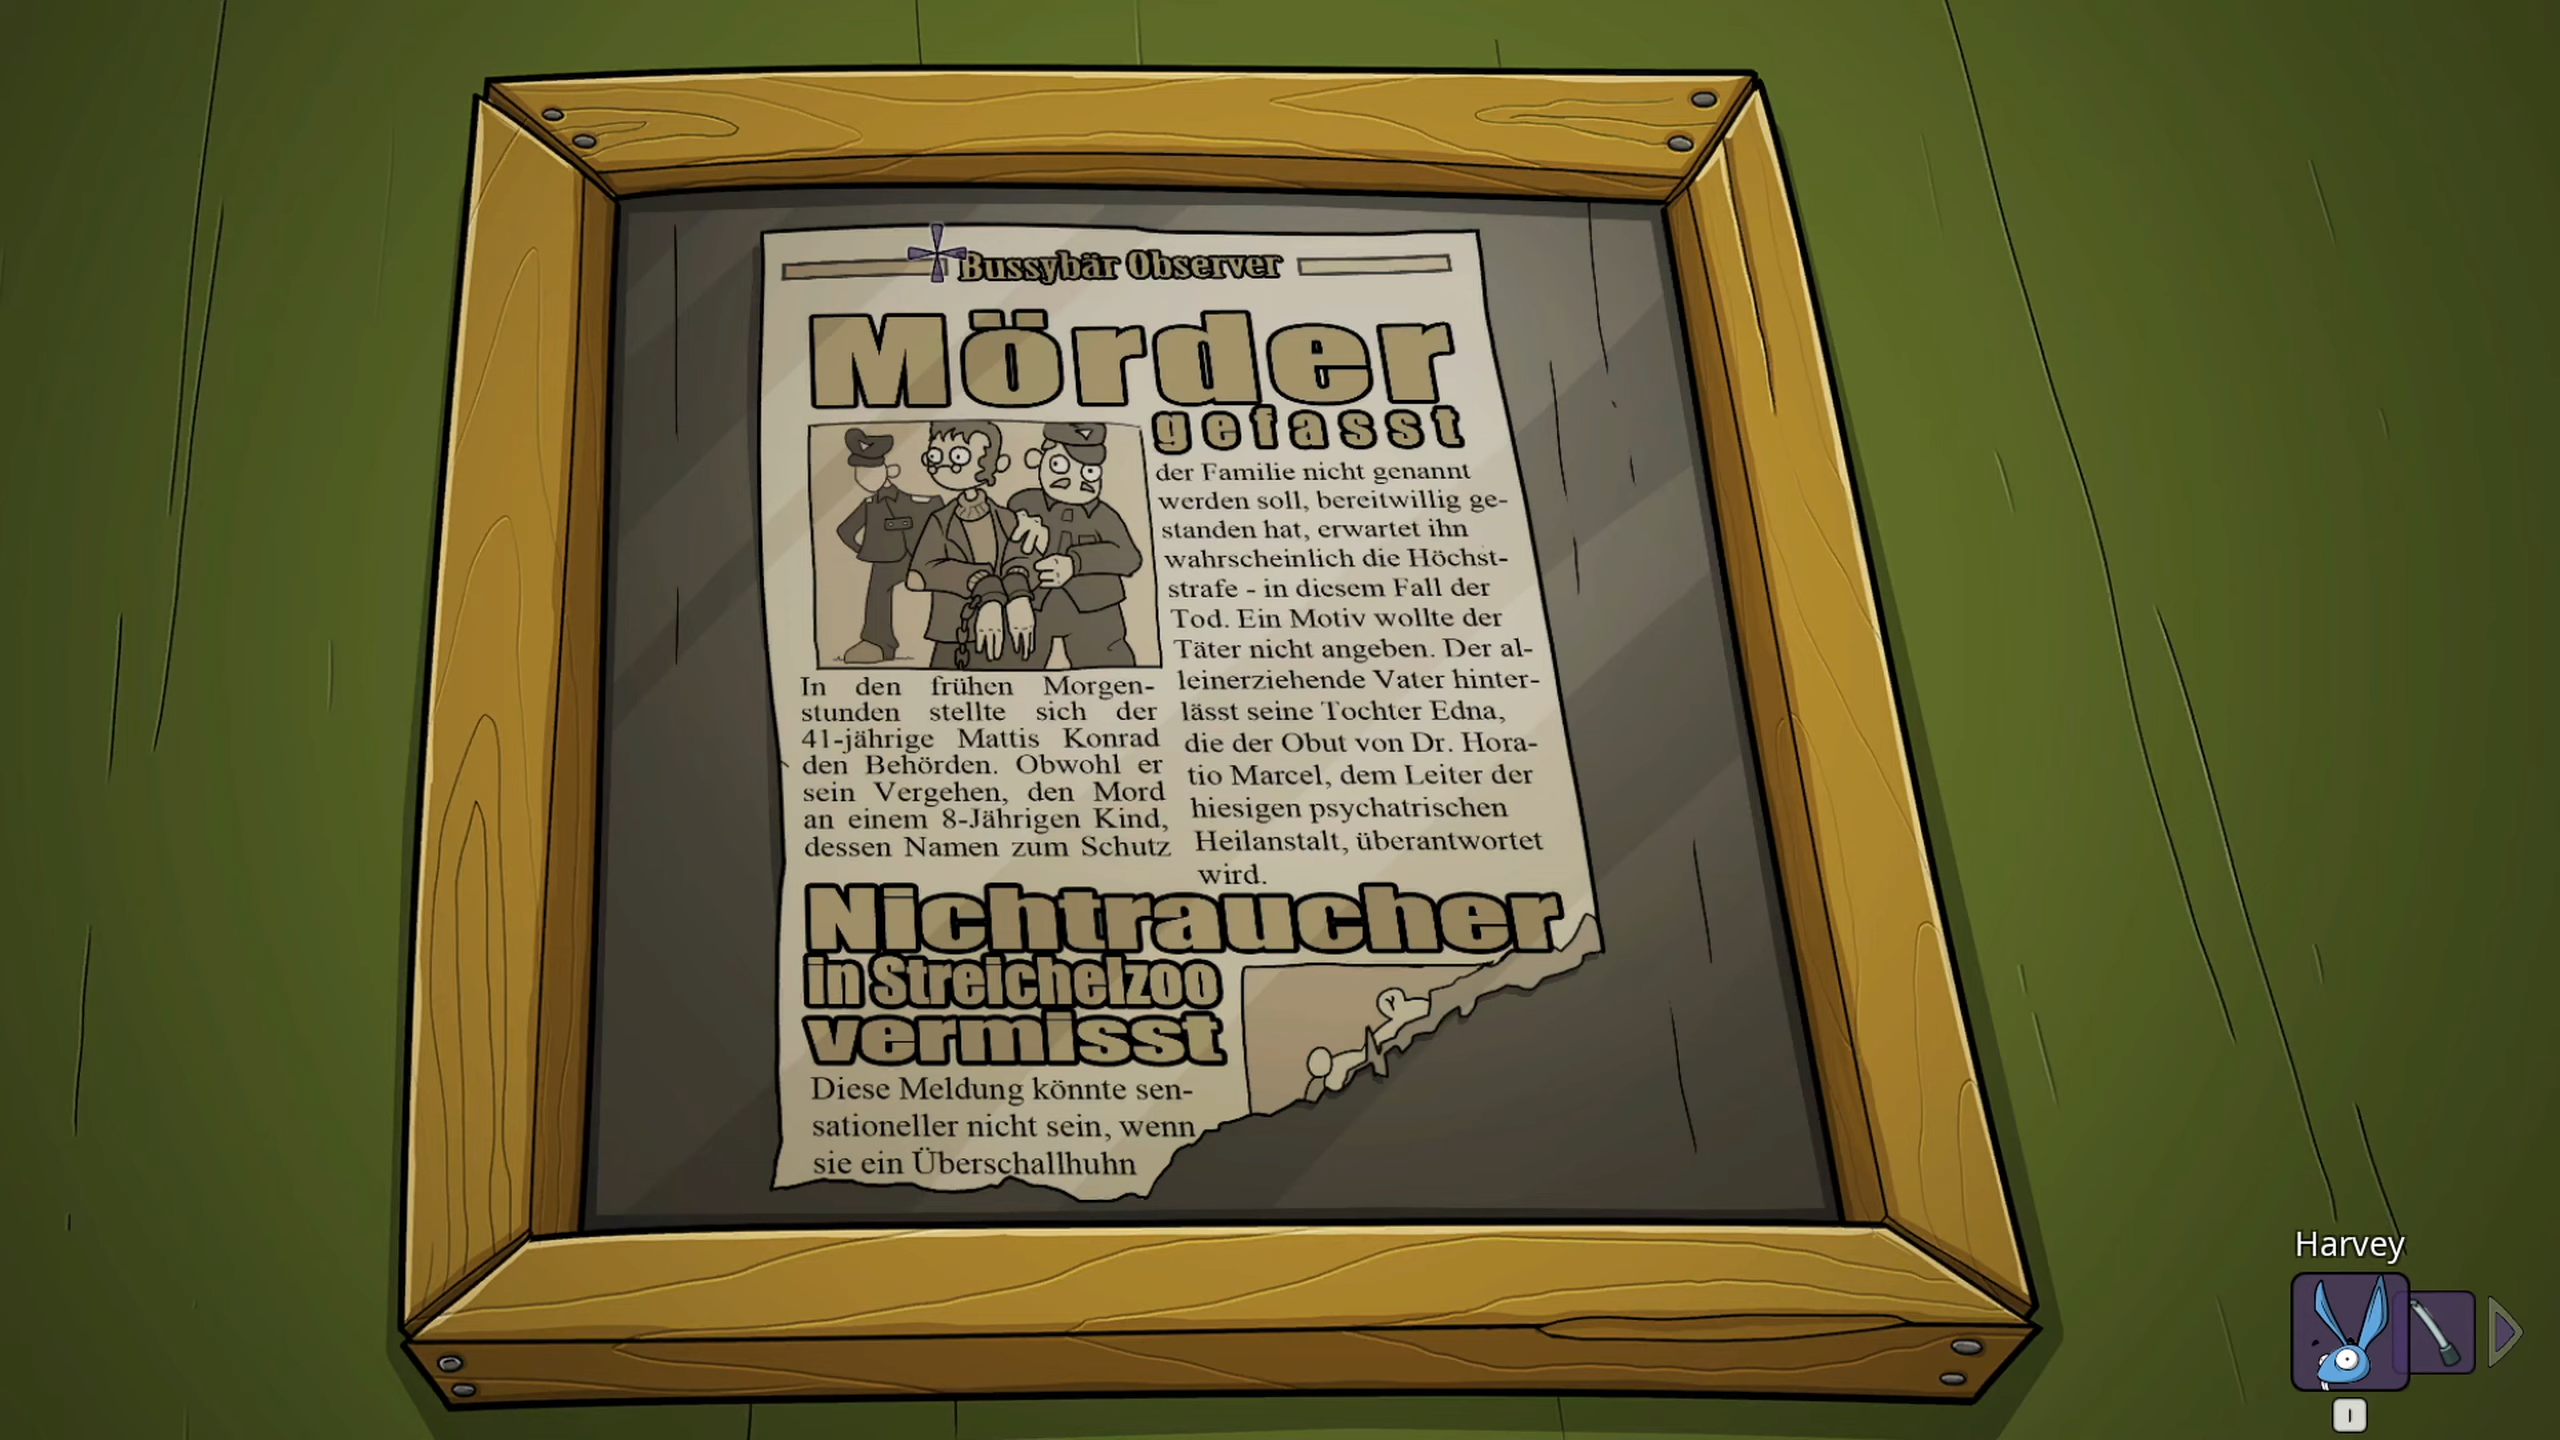 Bussybär Observer
Mörder
gefasst
In den frühen Morgen-
stunden stellte sich der
41-jährige Mattis Konrad
den Behörden. Obwohl er
sein Vergehen, den Mord
an einem 8-Jährigen Kind,
dessen Namen zum Schutz
der Familie nicht genannt
werden soll, bereitwillig ge-
standen hat, erwartet ihn
wahrscheinlich die Höchst-
strafe - in diesem Fall der
Tod. Ein Motiv wollte der
Täter nicht angeben. Der al-
leinerziehende Vater hinter-
lässt seine Tochter Edna,
die der Obut von Dr. Hora-
tio Marcel, dem Leiter der
hiesigen psychatrischen
Heilanstalt, überantwortet
wird.
Nichtraucher
in Streichelzoo
vermisst
Diese Meldung könnte sen-
sationeller nicht sein, wenn
sie ein Überschallhuhn
Harvey
I